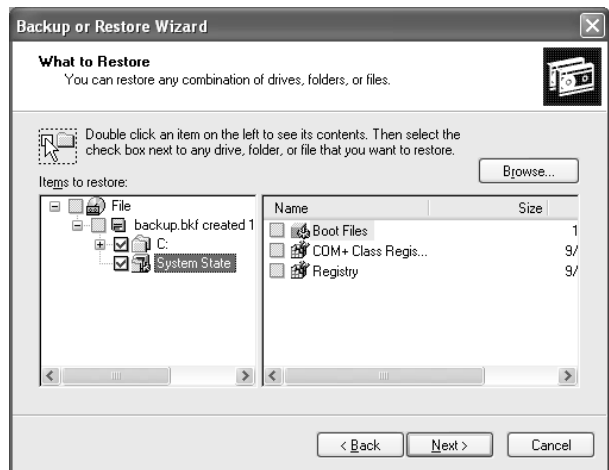 Backup or Restore Wizard
What to Restore
You can restore any combination of drives, folders, or files.
Double click an item on the left to see its contents. Then select the
check box next to any drive, folder, or file that you want to restore.
Browse...
Items to restore:
File
backup.bkf created 1
C:
System State
Name Size
Boot Files 1
COM+ Class Regis... 9/
Registry 9/
< Back Next > Cancel